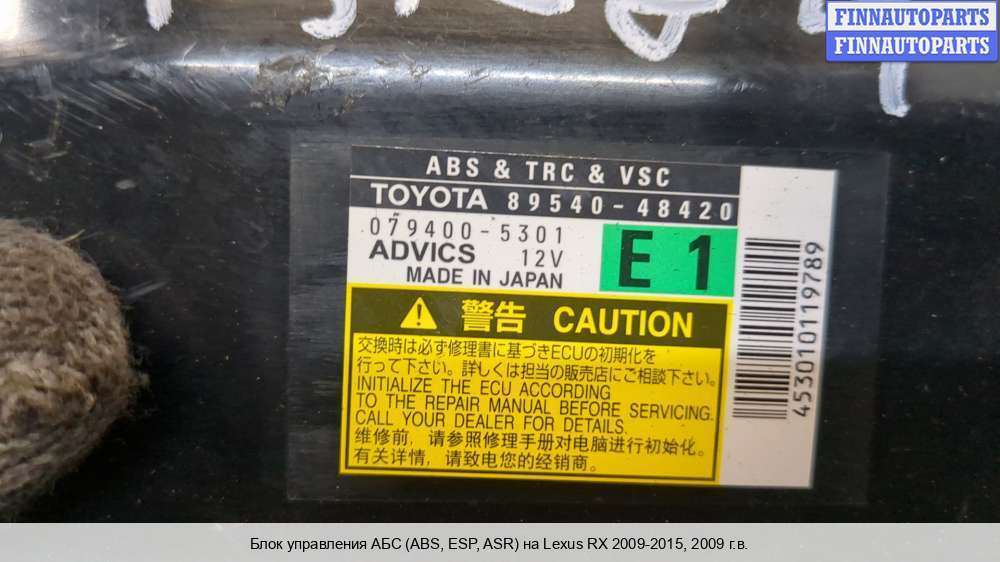 FINNAUTOPARTS
FINNAUTOPARTS
ABS & TRC & VSC
TOYOTA 89540-48420
079400-5301
ADVICS 12V
MADE IN JAPAN
E1
警告 CAUTION
交換時は必ず修理書に基づきECUの初期化を
行って下さい。詳しくは担当の販売店にご相談下さい。
INITIALIZE THE ECU ACCORDING
TO THE REPAIR MANUAL BEFORE SERVICING.
CALL YOUR DEALER FOR DETAILS.
维修前，请参照修理手册对电脑进行初始化。
有关详情，请致电您的经销商。
453010119789
Блок управления АБС (ABS, ESP, ASR) на Lexus RX 2009-2015, 2009 г.в.